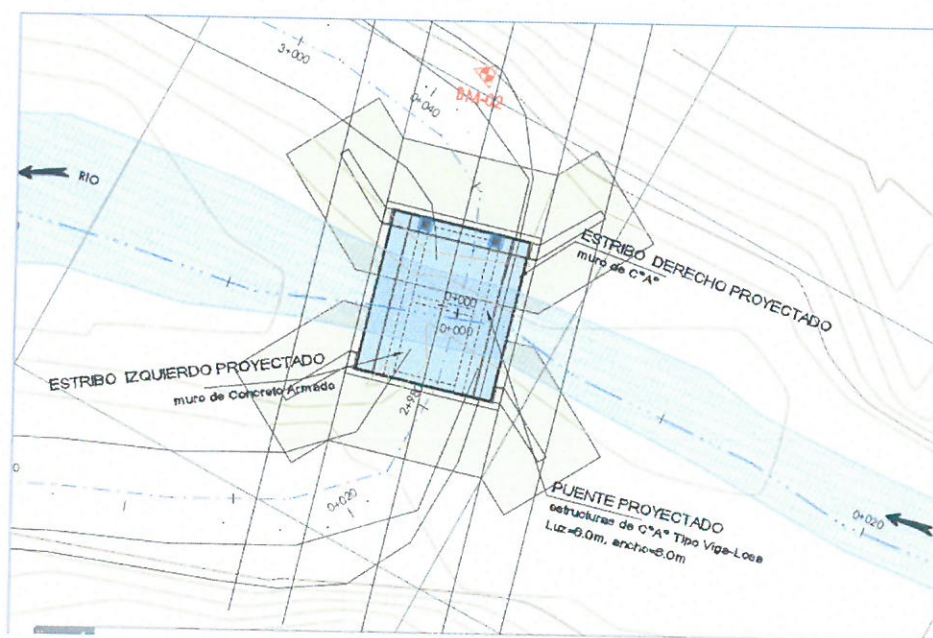 3+000
0+040
BM-02
RIO
ESTRIBO DERECHO PROYECTADO
muro de C°A°
0+000
0+000
ESTRIBO IZQUIERDO PROYECTADO
muro de Concreto Armado
2+98
0+020
PUENTE PROYECTADO
estructuras de C°A° Tipo Viga-Losa
Luz=6.0m, ancho=6.0m
0+020